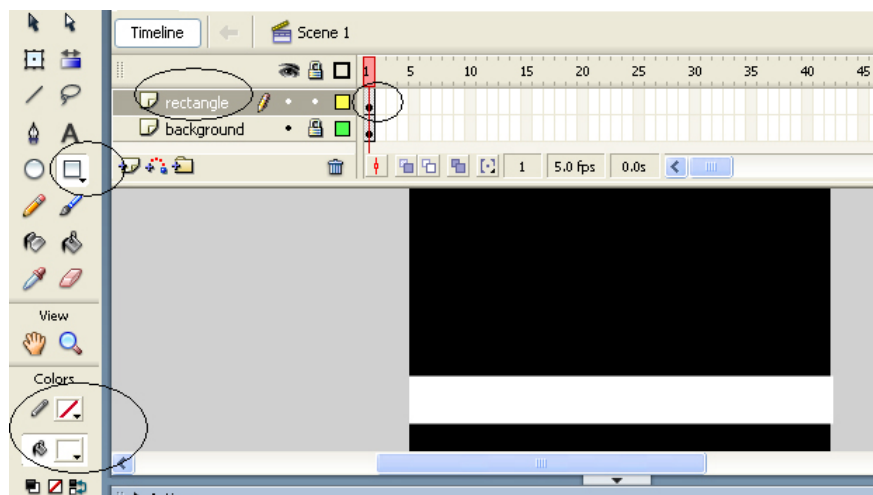 Timeline Scene 1
1 5 10 15 20 25 30 35 40 45
rectangle
background
A
1 5.0 fps 0.0s
View
Colors